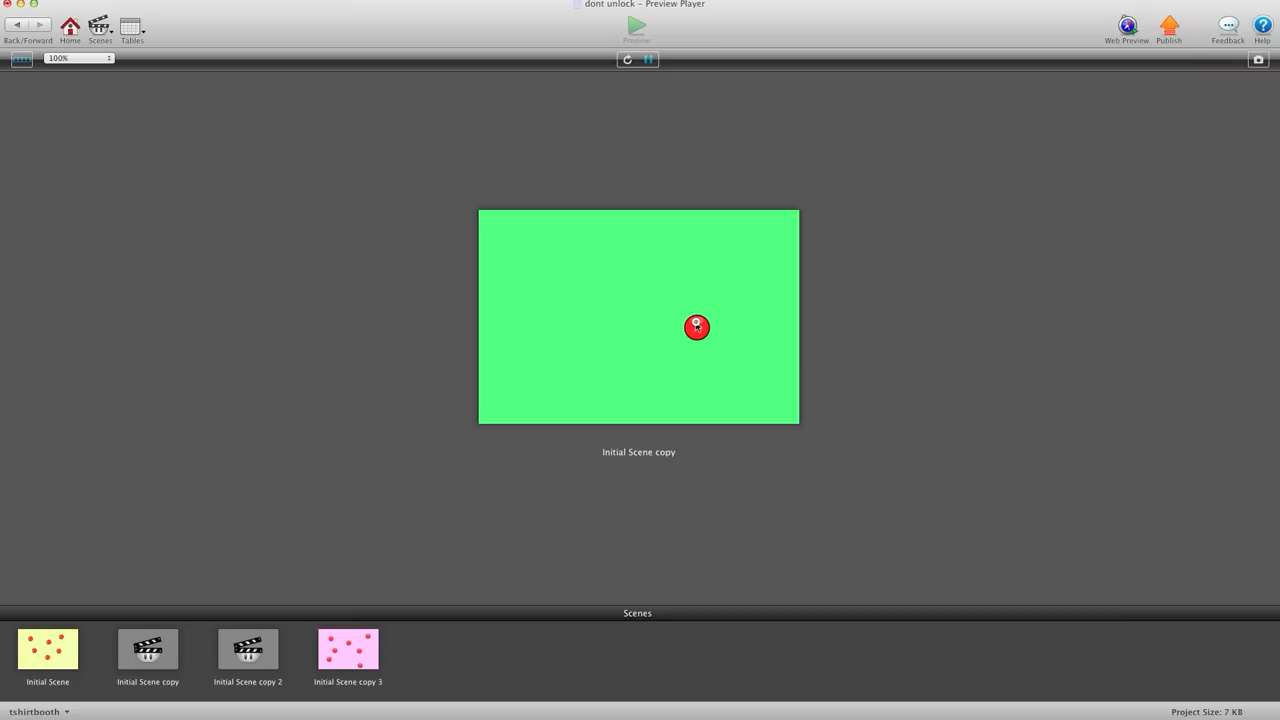 dont unlock – Preview Player
Back/Forward
Home
Scenes
Tables
Preview
Web Preview
Publish
Feedback
Help
100%
Initial Scene copy
Scenes
Initial Scene
Initial Scene copy
Initial Scene copy 2
Initial Scene copy 3
tshirtbooth
Project Size: 7 KB